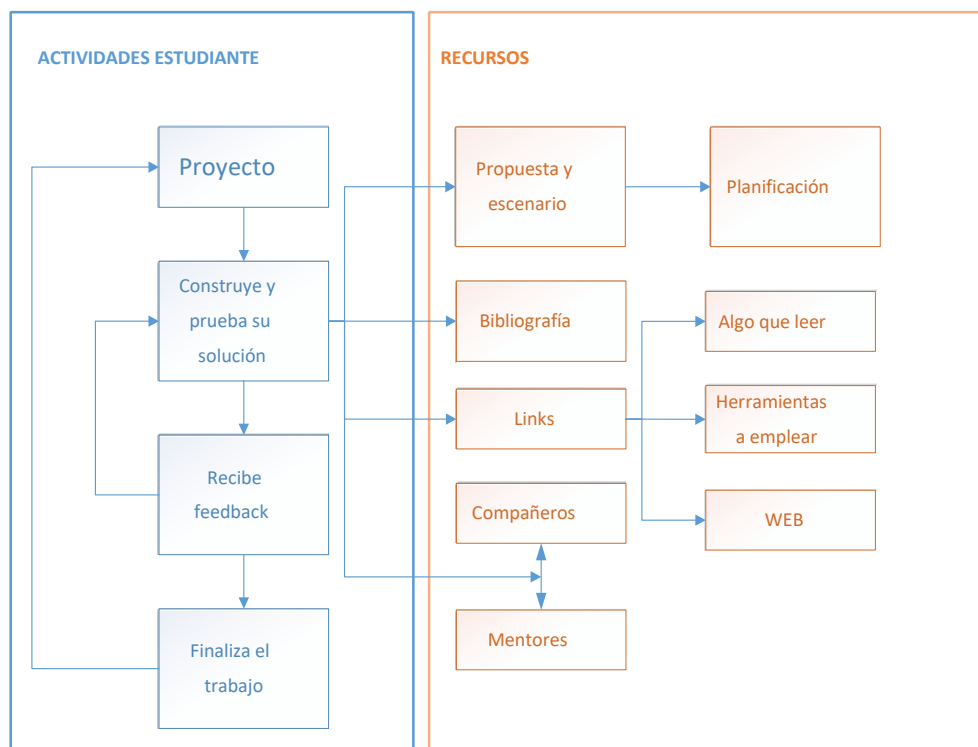 ACTIVIDADES ESTUDIANTE
Proyecto
Construye y
prueba su
solución
Recibe
feedback
Finaliza el
trabajo
RECURSOS
Propuesta y
escenario
Planificación
Bibliografía
Links
Algo que leer
Herramientas
a emplear
WEB
Compañeros
Mentores